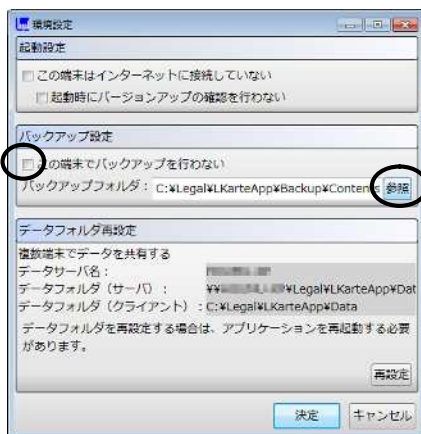 環境設定
起動設定
この端末はインターネットに接続していない
起動時にバージョンアップの確認を行わない
バックアップ設定
この端末でバックアップを行わない
バックアップフォルダ： C:¥Legal¥LKarteApp¥Backup¥Contents 参照
データフォルダ再設定
複数端末でデータを共有する
データサーバ名：
データフォルダ（サーバ）： ¥¥ ¥Legal¥LKarteApp¥Dat
データフォルダ（クライアント）：C:¥Legal¥LKarteApp¥Data
データフォルダを再設定する場合は、アプリケーションを再起動する必要
があります。
再設定
決定 キャンセル